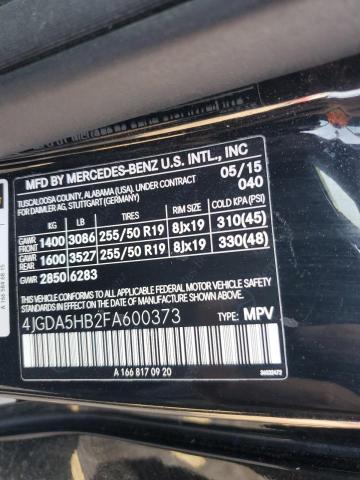 MFD BY MERCEDES-BENZ U.S. INTL., INC
TUSCALOOSA COUNTY, ALABAMA (USA), UNDER CONTRACT
FOR DAIMLER AG, STUTTGART (GERMANY)
05/15
040
KG LB TIRES RIM SIZE COLD KPA(PSI)
GAWR FRONT 1400 3086 255/50 R19 8Jx19 310(45)
GAWR REAR 1600 3527 255/50 R19 8Jx19 330(48)
GVWR 2850 6283
THIS VEHICLE CONFORMS TO ALL APPLICABLE U.S.
FEDERAL MOTOR VEHICLE SAFETY STANDARDS IN
EFFECT ON THE DATE OF MANUFACTURE SHOWN ABOVE
4JGDA5HB2FA600373
TYPE: MPV
A 166 817 09 20
A 166 584 68 15